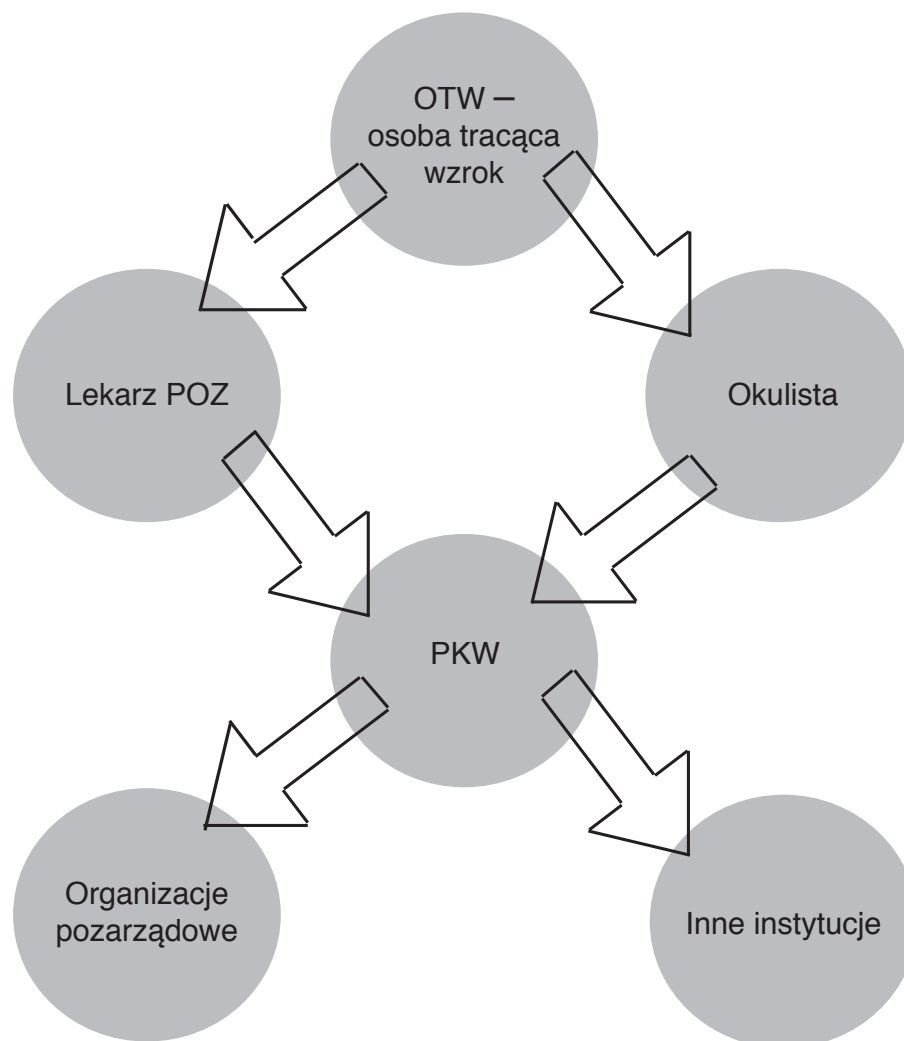 OTW –
osoba tracąca
wzrok
Lekarz POZ
Okulista
PKW
Organizacje
pozarządowe
Inne instytucje